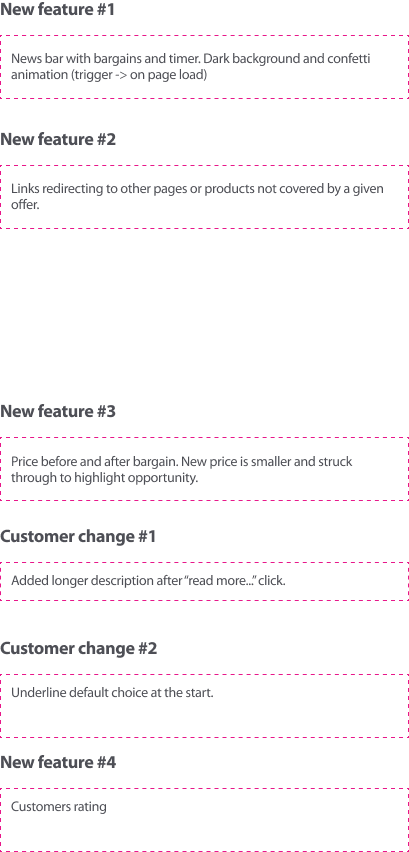 New feature #1
News bar with bargains and timer. Dark background and confetti
animation (trigger -> on page load)
New feature #2
Links redirecting to other pages or products not covered by a given
offer.
New feature #3
Price before and after bargain. New price is smaller and struck
through to highlight opportunity.
Customer change #1
Added longer description after “read more...” click.
Customer change #2
Underline default choice at the start.
New feature #4
Customers rating